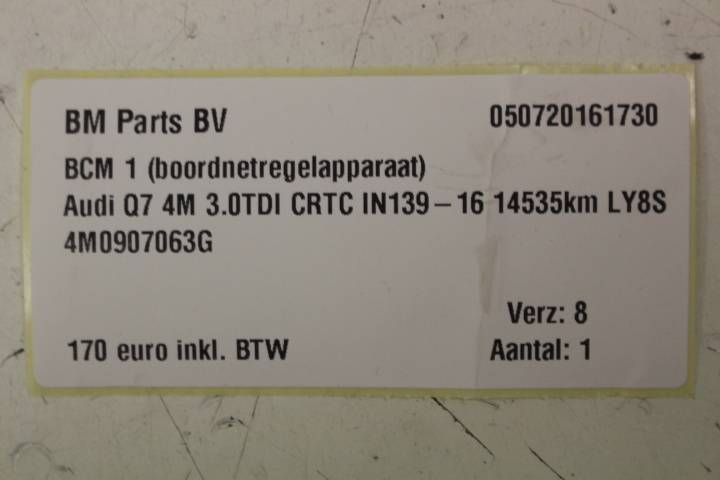 BM Parts BV 050720161730
BCM 1 (boordnetregelapparaat)
Audi Q7 4M 3.0TDI CRTC IN139-16 14535km LY8S
4M0907063G
Verz: 8
170 euro inkl. BTW Aantal: 1